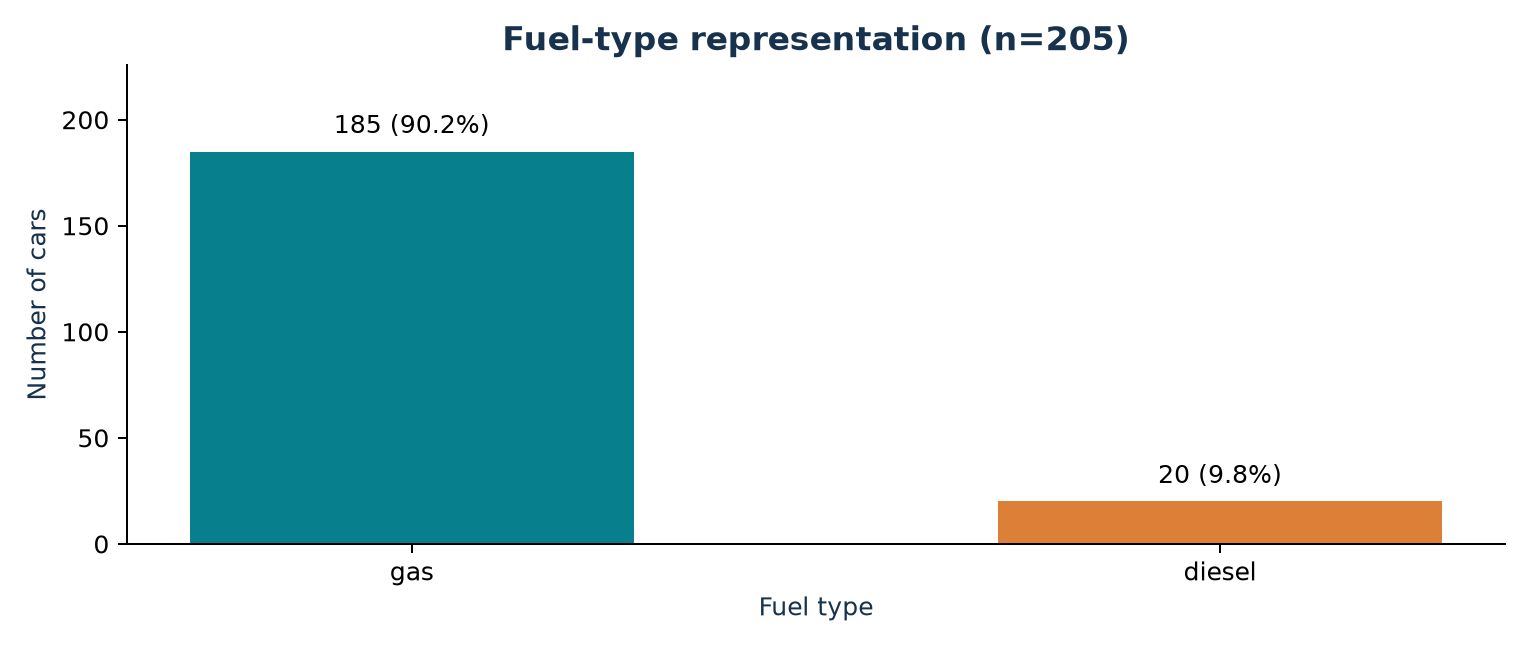 Fuel-type representation (n=205)
Number of cars
200
150
100
50
0
185 (90.2%)
20 (9.8%)
gas
diesel
Fuel type